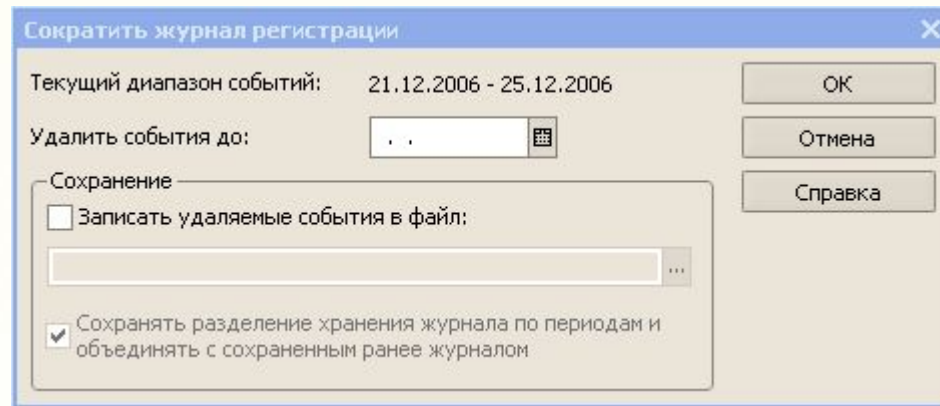 Сократить журнал регистрации
Текущий диапазон событий: 21.12.2006 - 25.12.2006
ОК
Удалить события до: . .
Отмена
Сохранение
Справка
Записать удаляемые события в файл:
...
Сохранять разделение хранения журнала по периодам и
объединять с сохраненным ранее журналом